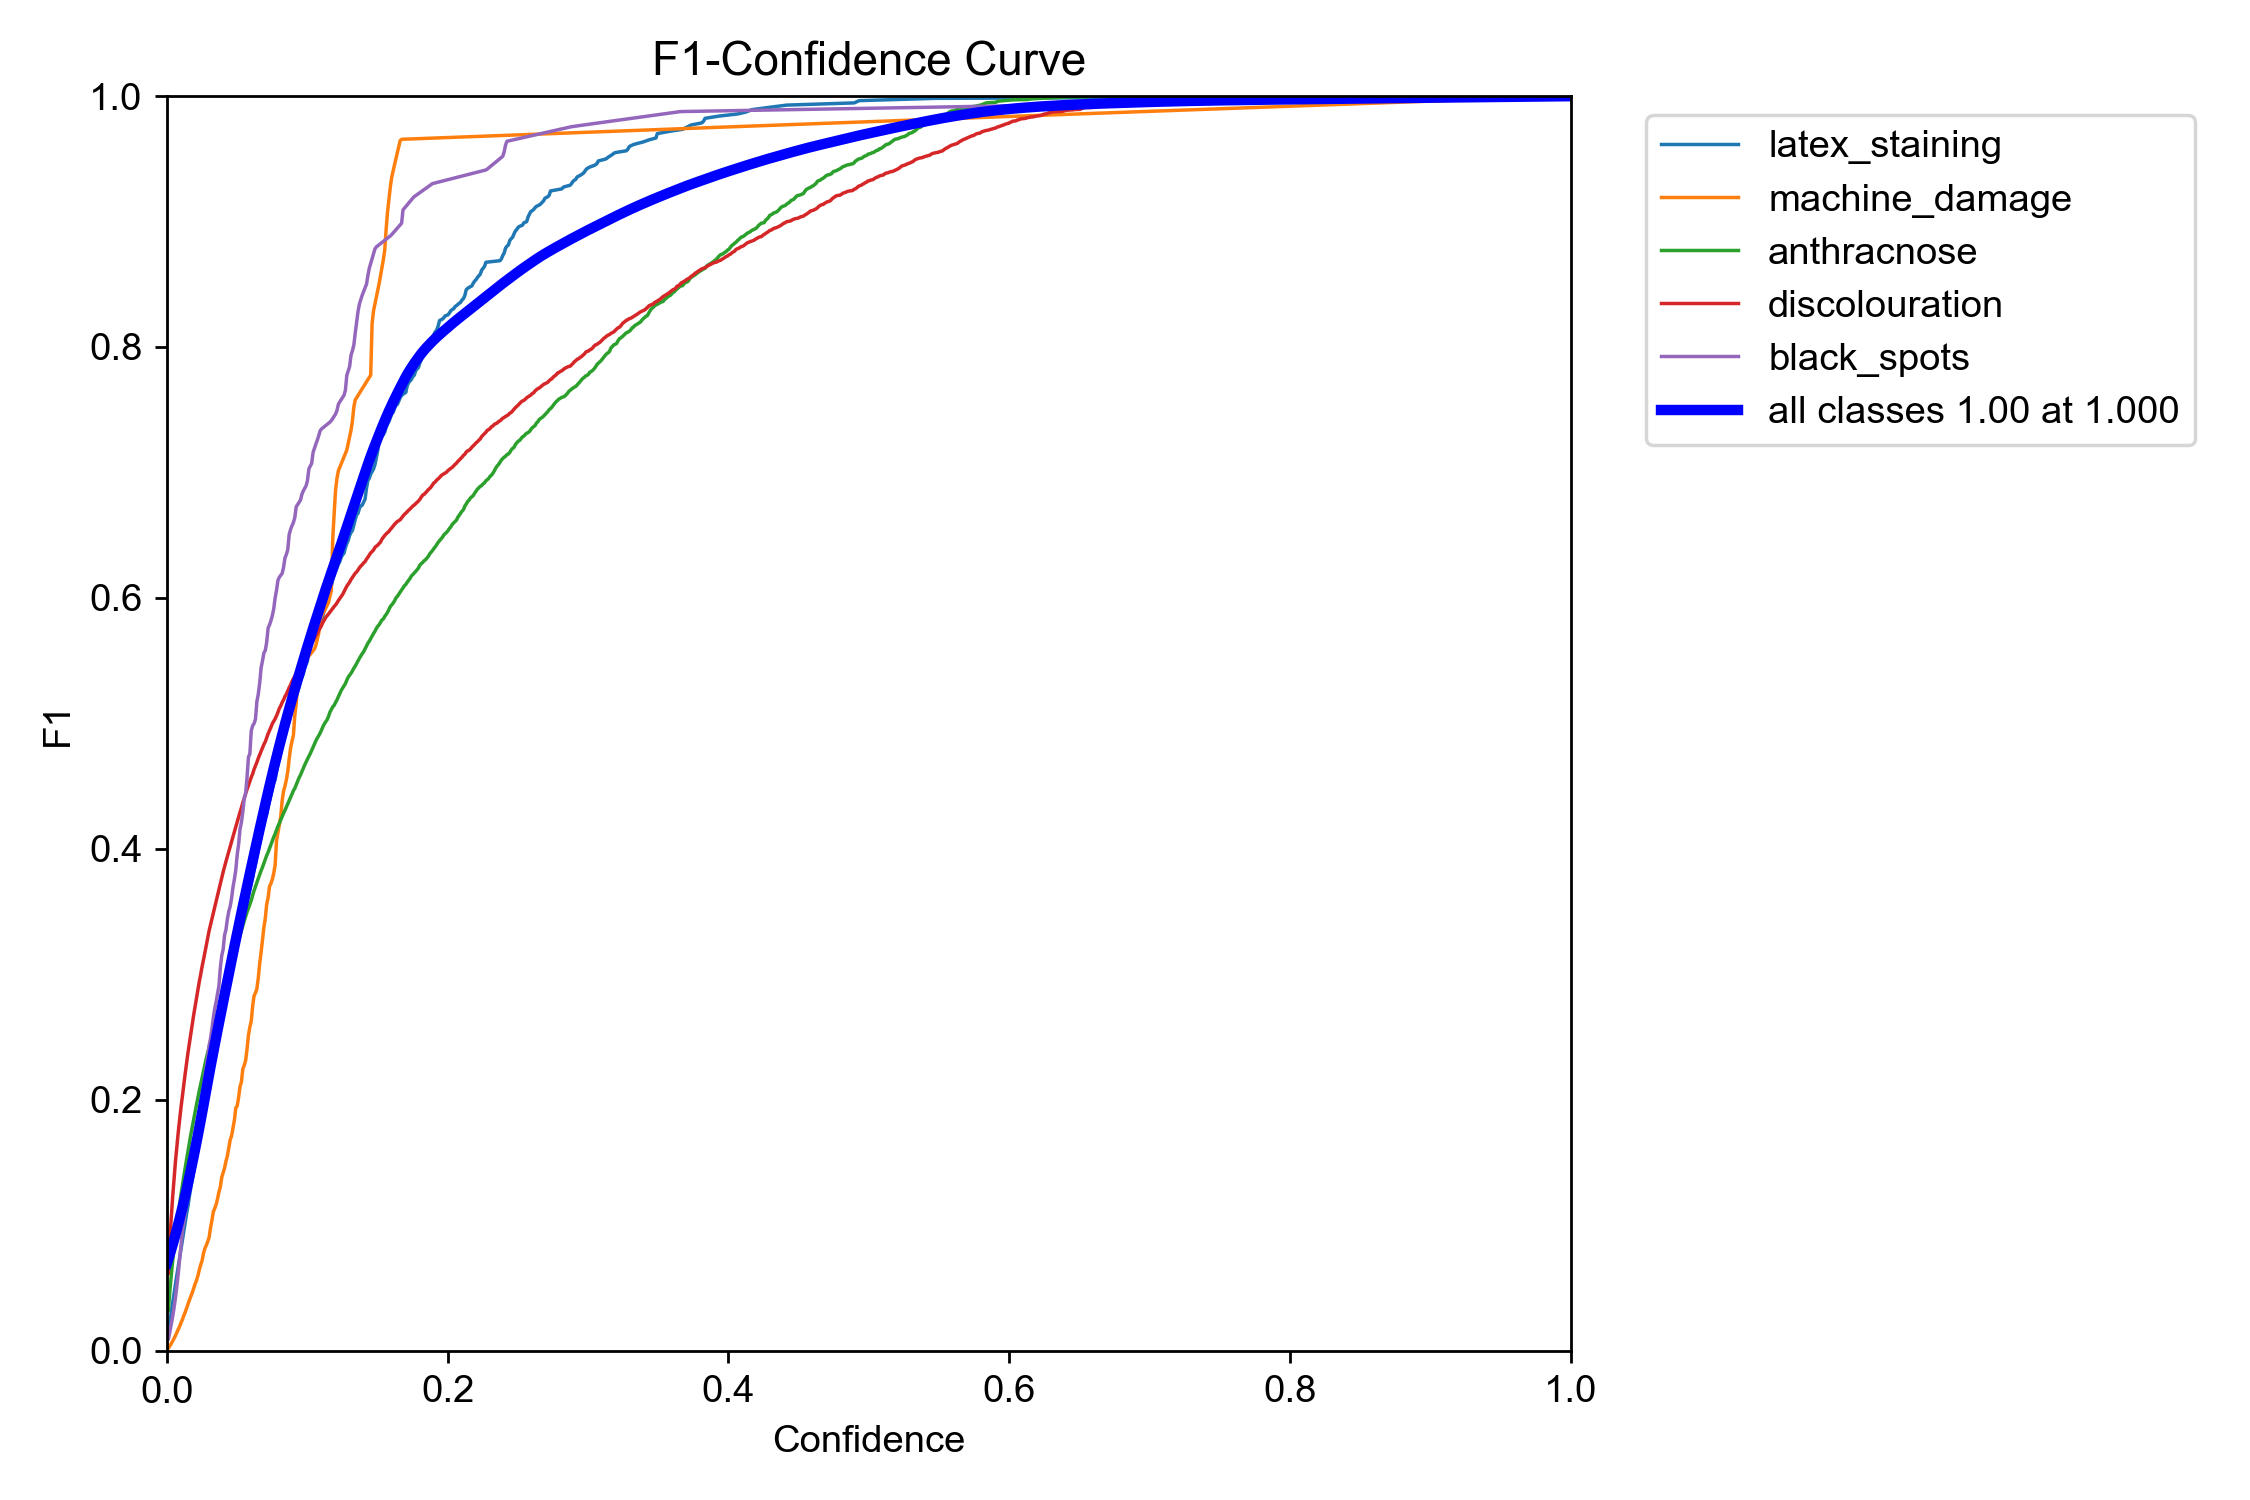 F1-Confidence Curve
1.0
0.8
0.6
0.4
0.2
0.0
F1
0.0 0.2 0.4 0.6 0.8 1.0
Confidence
latex_staining
machine_damage
anthracnose
discolouration
black_spots
all classes 1.00 at 1.000